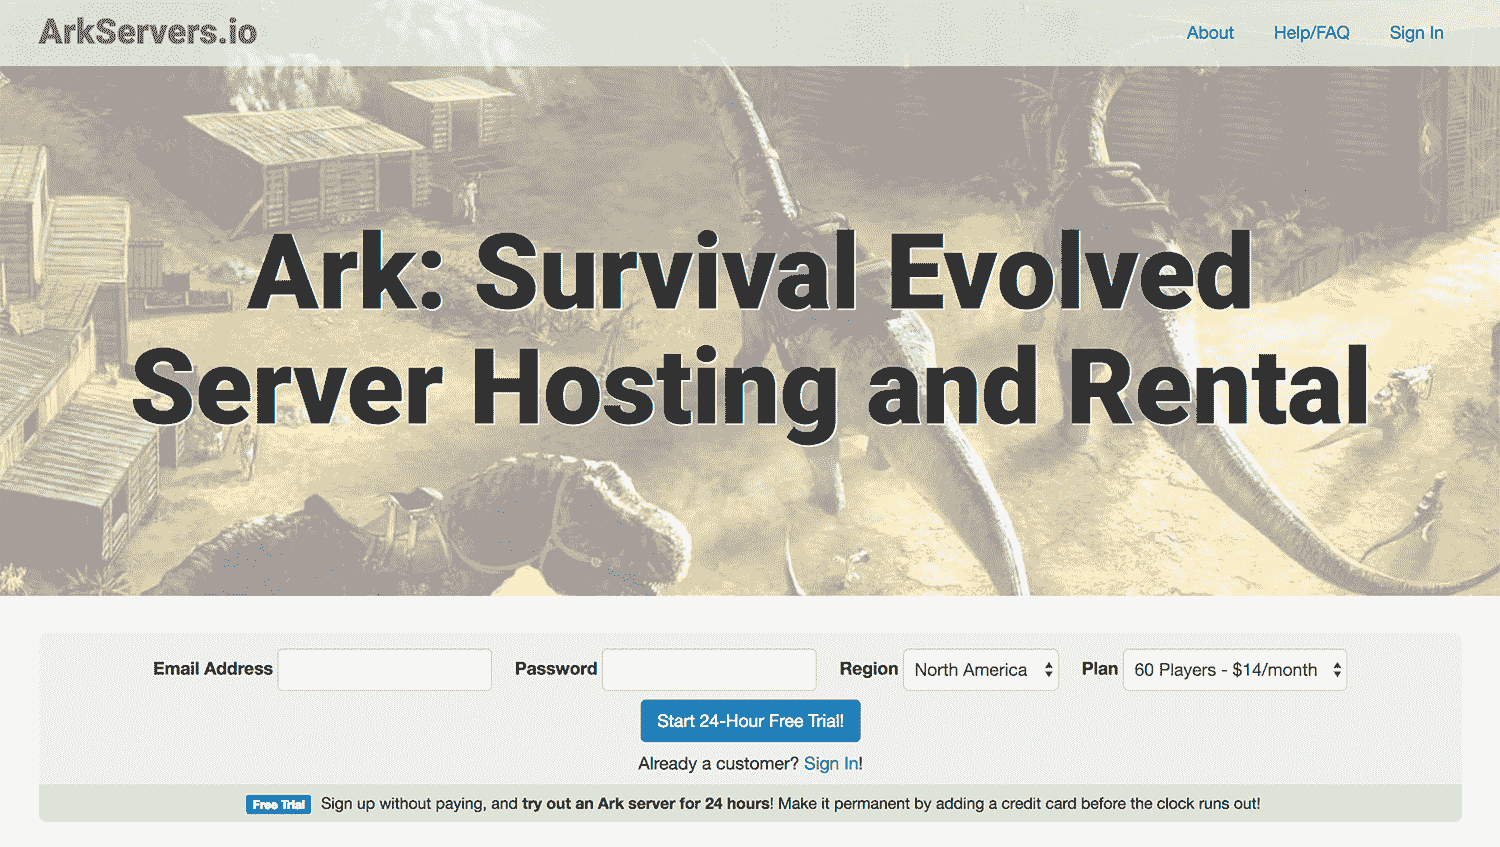 ArkServers.io
About Help/FAQ Sign In
Ark: Survival Evolved
Server Hosting and Rental
Email Address Password Region North America Plan 60 Players - $14/month
Start 24-Hour Free Trial!
Already a customer? Sign In!
Free Trial Sign up without paying, and try out an Ark server for 24 hours! Make it permanent by adding a credit card before the clock runs out!